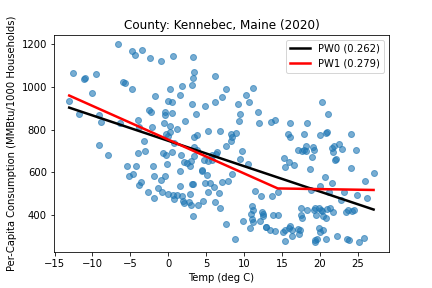 County: Kennebec, Maine (2020)
PW0 (0.262)
PW1 (0.279)
Per-Capita Consumption (MMBtu/1000 Households)
1200
1000
800
600
400
−15 −10 −5 0 5 10 15 20 25
Temp (deg C)